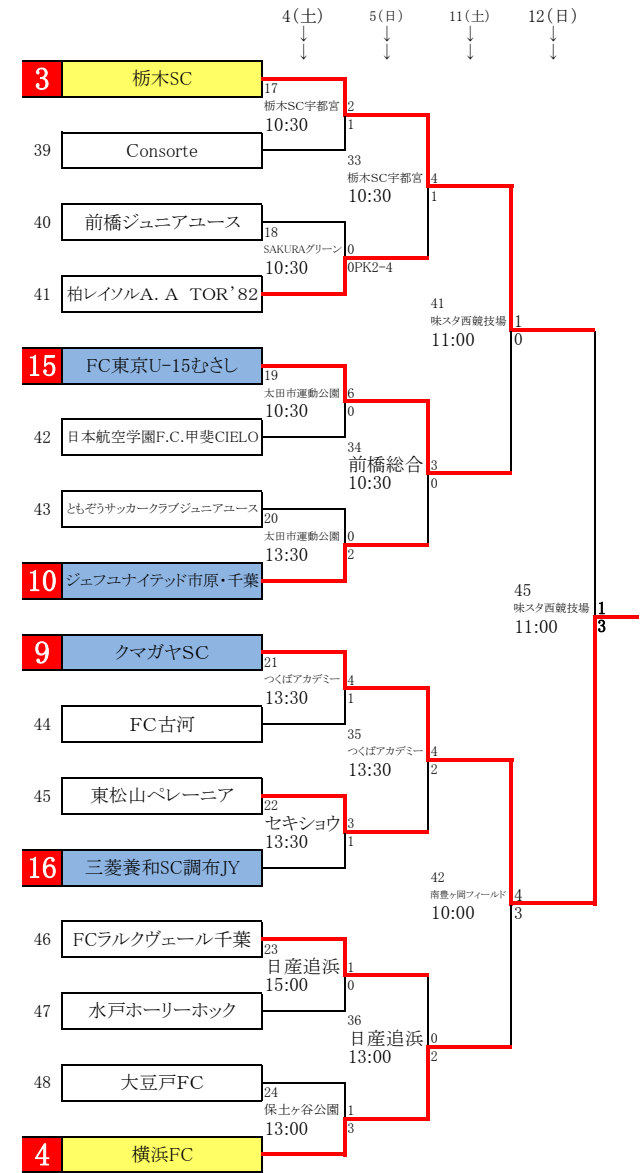 4(土) 5(日) 11(土) 12(日)
↓ ↓ ↓ ↓
↓ ↓ ↓ ↓
3 栃木SC
17
栃木SC宇都宮 2
10:30 1
39 Consorte
33
栃木SC宇都宮 4
10:30 1
40 前橋ジュニアユース
18
SAKURAグリーン 0
10:30 0PK2-4
41 柏レイソルA.A TOR'82
41
味スタ西競技場 1
11:00 0
15 FC東京U-15むさし
19
太田市運動公園 6
10:30 0
42 日本航空学園F.C.甲斐CIELO
34
前橋総合 3
10:30 0
43 ともぞうサッカークラブジュニアユース
20
太田市運動公園 0
13:30 2
10 ジェフユナイテッド市原・千葉
45
味スタ西競技場 1
11:00 3
9 クマガヤSC
21
つくばアカデミー 4
13:30 1
44 FC古河
35
つくばアカデミー 4
13:30 2
45 東松山ペレーニア
22
セキショウ 3
13:30 1
16 三菱養和SC調布JY
42
南豊ヶ岡フィールド 4
10:00 3
46 FCラルクヴェール千葉
23
日産追浜 1
15:00 0
47 水戸ホーリーホック
36
日産追浜 0
13:00 2
48 大豆戸FC
24
保土ヶ谷公園 1
13:00 3
4 横浜FC